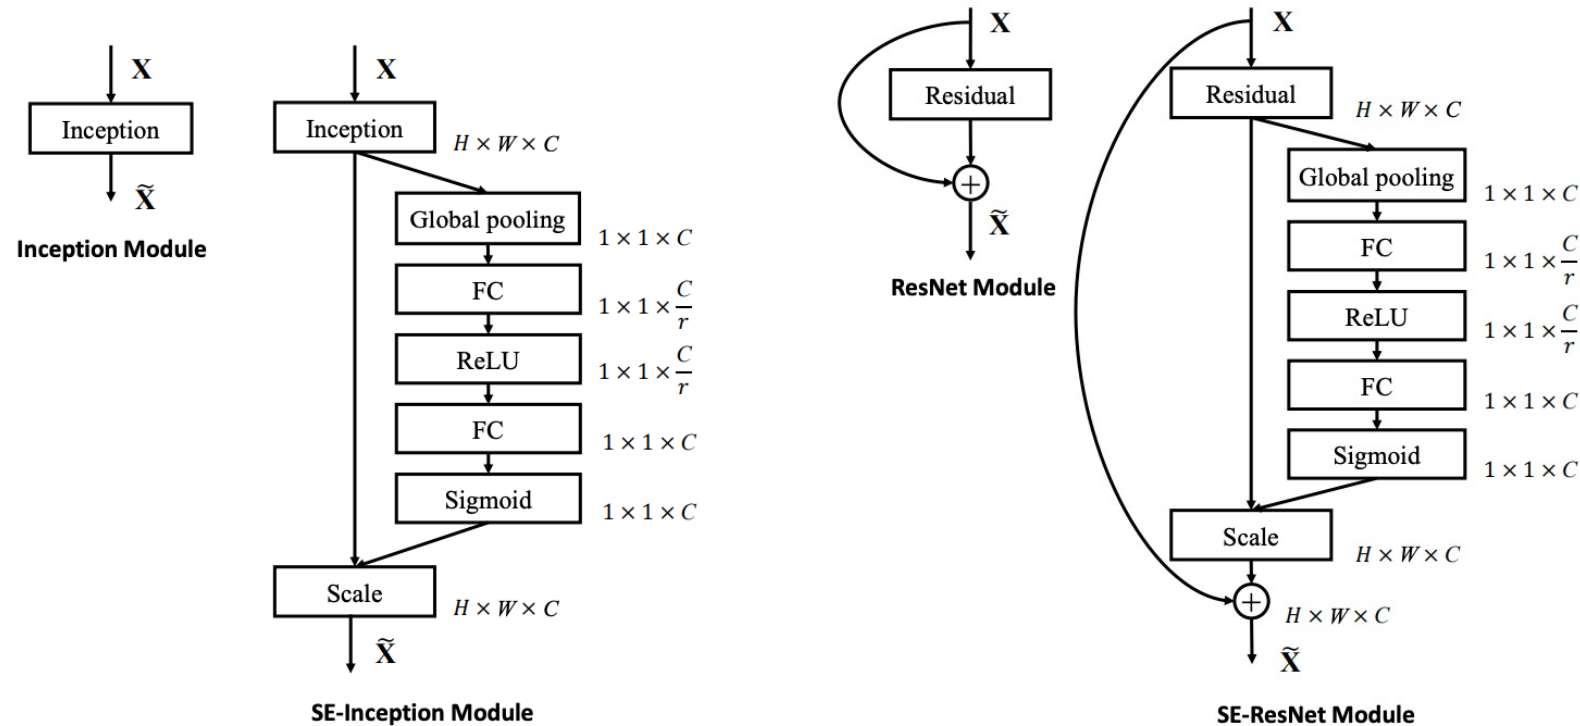 X
Inception
X̃
Inception Module
X
Inception
H × W × C
Global pooling
1 × 1 × C
FC
1 × 1 × C/r
ReLU
1 × 1 × C/r
FC
1 × 1 × C
Sigmoid
1 × 1 × C
Scale
H × W × C
X̃
SE-Inception Module
X
Residual
+
X̃
ResNet Module
X
Residual
H × W × C
Global pooling
1 × 1 × C
FC
1 × 1 × C/r
ReLU
1 × 1 × C/r
FC
1 × 1 × C
Sigmoid
1 × 1 × C
Scale
H × W × C
+
H × W × C
X̃
SE-ResNet Module